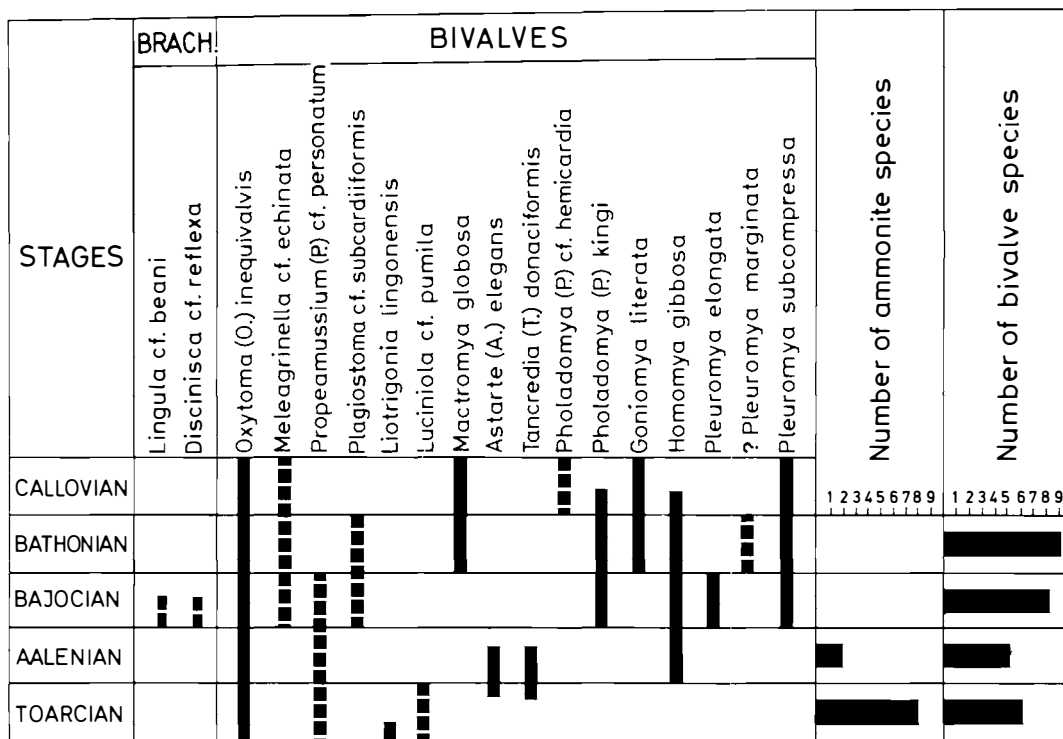 BRACH.
BIVALVES
STAGES
Lingula cf. beani
Discinisca cf. reflexa
Oxytoma (O.) inequivalvis
Meleagrinella cf. echinata
Propeamussium (P.) cf. personatum
Plagiostoma cf. subcardiiformis
Liotrigonia lingonensis
Luciniola cf. pumila
Mactromya globosa
Astarte (A.) elegans
Tancredia (T.) donaciformis
Pholadomya (P.) cf. hemicardia
Pholadomya (P.) kingi
Goniomya literata
Homomya gibbosa
Pleuromya elongata
? Pleuromya marginata
Pleuromya subcompressa
Number of ammonite species
Number of bivalve species
CALLOVIAN
1 2 3 4 5 6 7 8 9
1 2 3 4 5 6 7 8 9
BATHONIAN
BAJOCIAN
AALENIAN
TOARCIAN